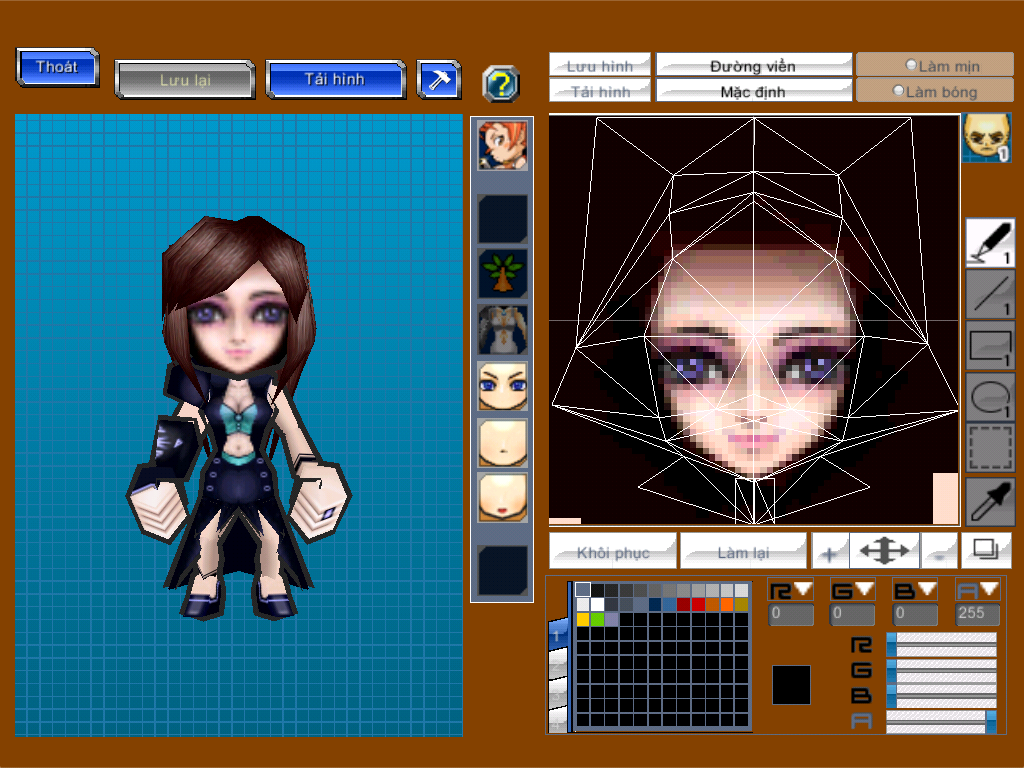 Thoát
Lưu lại
Tải hình
?
Lưu hình
Đường viền
Làm mịn
Tải hình
Mặc định
Làm bóng
1
1
1
1
1
Khôi phục
Làm lại
+
-
R
G
B
A
0
0
0
255
1
R
G
B
A